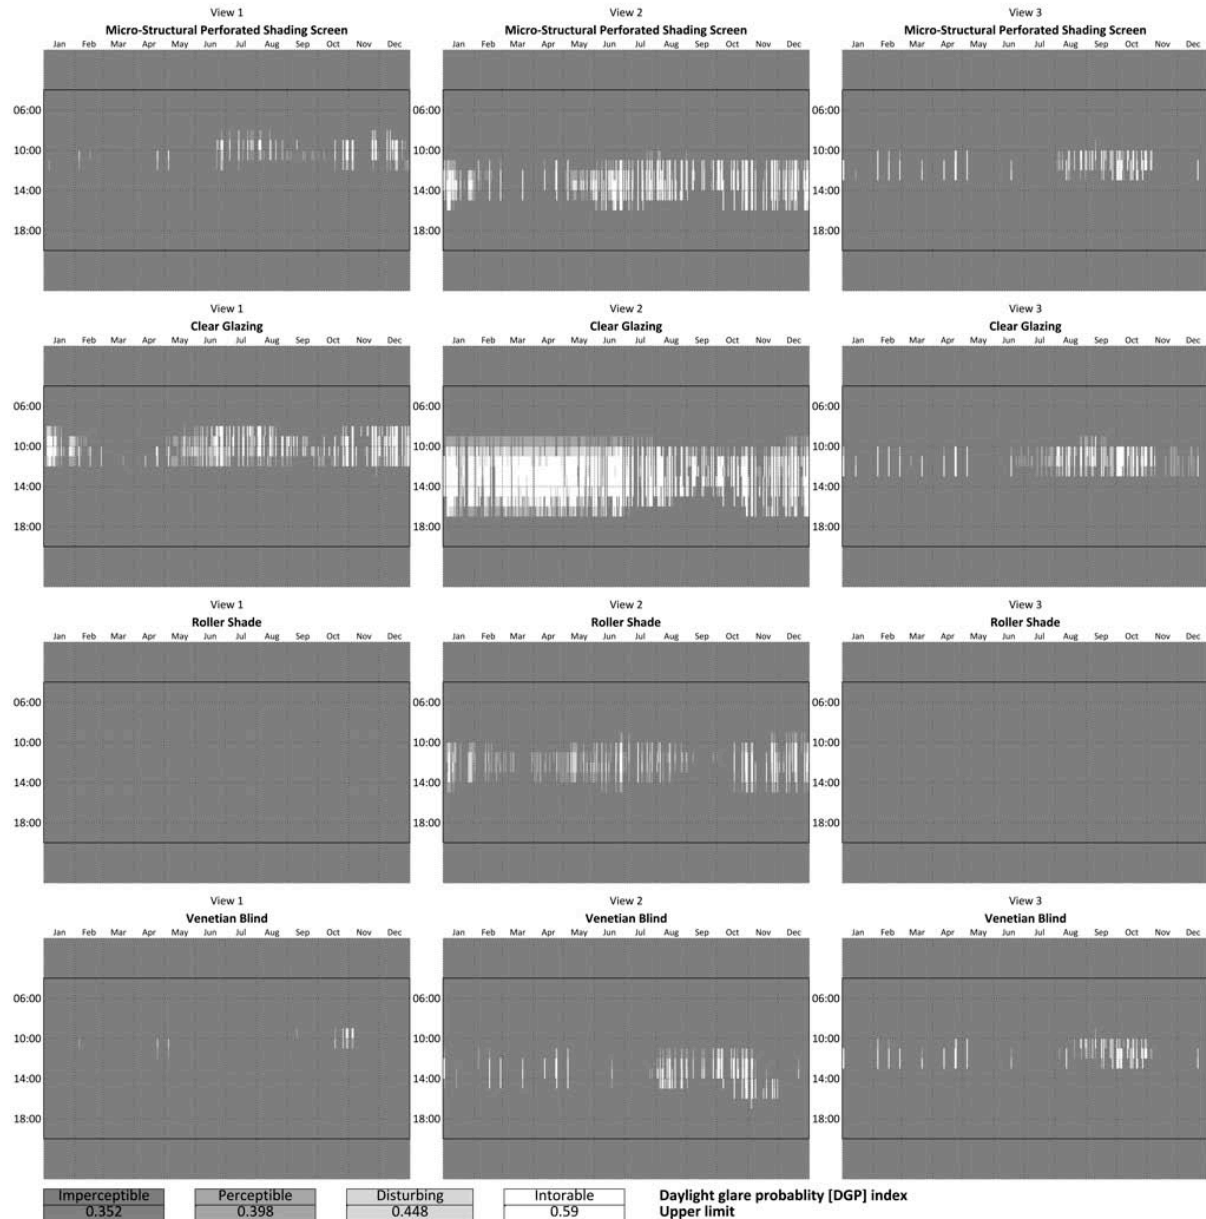 View 1
Micro-Structural Perforated Shading Screen
Jan Feb Mar Apr May Jun Jul Aug Sep Oct Nov Dec
06:00
10:00
14:00
18:00
View 2
Micro-Structural Perforated Shading Screen
Jan Feb Mar Apr May Jun Jul Aug Sep Oct Nov Dec
06:00
10:00
14:00
18:00
View 3
Micro-Structural Perforated Shading Screen
Jan Feb Mar Apr May Jun Jul Aug Sep Oct Nov Dec
06:00
10:00
14:00
18:00
View 1
Clear Glazing
Jan Feb Mar Apr May Jun Jul Aug Sep Oct Nov Dec
06:00
10:00
14:00
18:00
View 2
Clear Glazing
Jan Feb Mar Apr May Jun Jul Aug Sep Oct Nov Dec
06:00
10:00
14:00
18:00
View 3
Clear Glazing
Jan Feb Mar Apr May Jun Jul Aug Sep Oct Nov Dec
06:00
10:00
14:00
18:00
View 1
Roller Shade
Jan Feb Mar Apr May Jun Jul Aug Sep Oct Nov Dec
06:00
10:00
14:00
18:00
View 2
Roller Shade
Jan Feb Mar Apr May Jun Jul Aug Sep Oct Nov Dec
06:00
10:00
14:00
18:00
View 3
Roller Shade
Jan Feb Mar Apr May Jun Jul Aug Sep Oct Nov Dec
06:00
10:00
14:00
18:00
View 1
Venetian Blind
Jan Feb Mar Apr May Jun Jul Aug Sep Oct Nov Dec
06:00
10:00
14:00
18:00
View 2
Venetian Blind
Jan Feb Mar Apr May Jun Jul Aug Sep Oct Nov Dec
06:00
10:00
14:00
18:00
View 3
Venetian Blind
Jan Feb Mar Apr May Jun Jul Aug Sep Oct Nov Dec
06:00
10:00
14:00
18:00
Imperceptible Perceptible Disturbing Intorable Daylight glare probablity [DGP] index
0.352 0.398 0.448 0.59 Upper limit